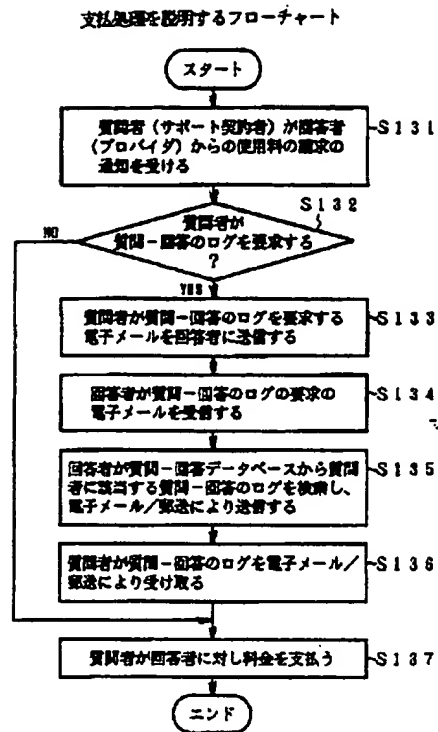 支払処理を説明するフローチャート
スタート
質問者(サポート契約者)が回答者
(プロバイダ)からの使用料の請求の
通知を受ける
S131
S132
質問者が
質問-回答のログを要求する
?
NO
YES
質問者が質問-回答のログを要求する
電子メールを回答者に送信する
S133
回答者が質問-回答のログの要求の
電子メールを受信する
S134
回答者が質問-回答データベースから質問
者に該当する質問-回答のログを検索し、
電子メール/郵送により送信する
S135
質問者が質問-回答のログを電子メール/
郵送により受け取る
S136
質問者が回答者に対し料金を支払う
S137
エンド